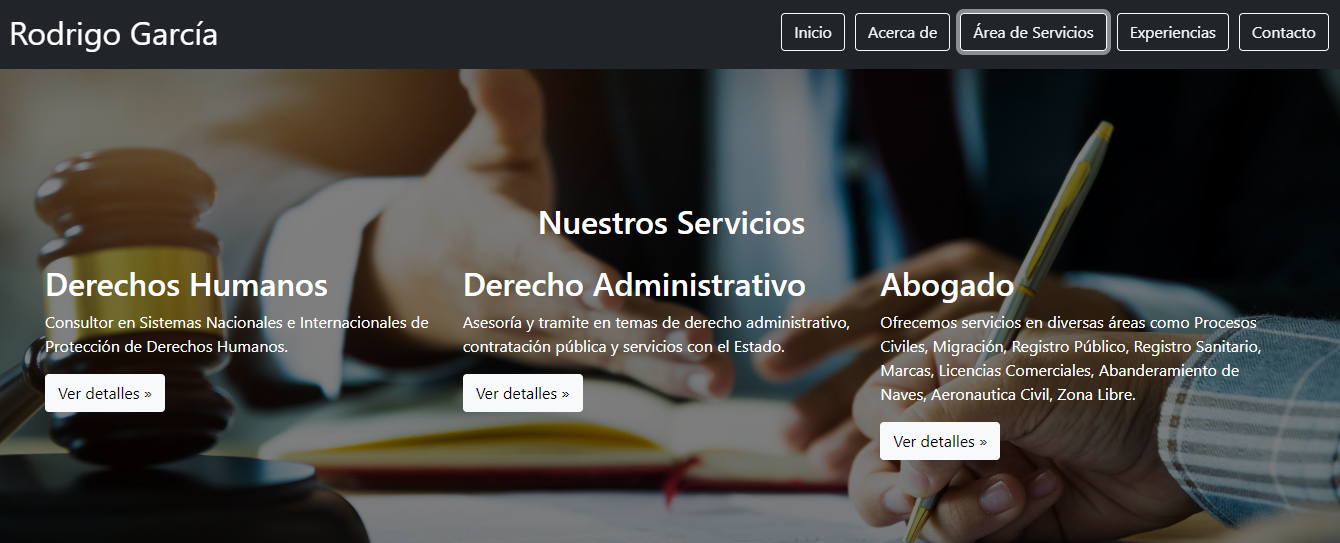 Rodrigo García
Inicio
Acerca de
Área de Servicios
Experiencias
Contacto
Nuestros Servicios
Derechos Humanos
Consultor en Sistemas Nacionales e Internacionales de
Protección de Derechos Humanos.
Ver detalles »
Derecho Administrativo
Asesoría y tramite en temas de derecho administrativo,
contratación pública y servicios con el Estado.
Ver detalles »
Abogado
Ofrecemos servicios en diversas áreas como Procesos
Civiles, Migración, Registro Público, Registro Sanitario,
Marcas, Licencias Comerciales, Abanderamiento de
Naves, Aeronautica Civil, Zona Libre.
Ver detalles »